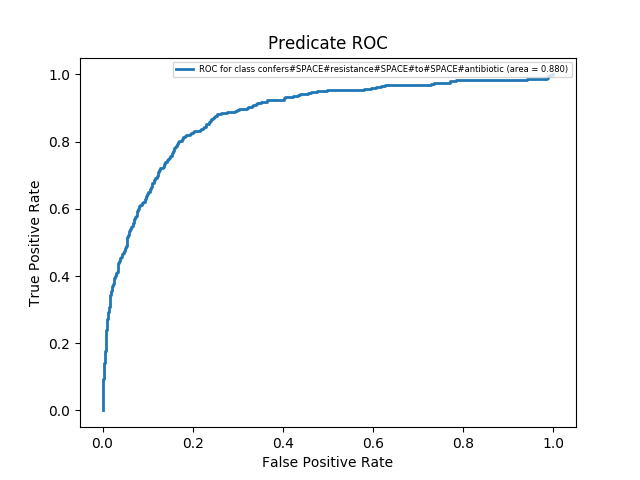 Predicate ROC
ROC for class confers#SPACE#resistance#SPACE#to#SPACE#antibiotic (area = 0.880)
1.0
0.8
0.6
0.4
0.2
0.0
True Positive Rate
0.0 0.2 0.4 0.6 0.8 1.0
False Positive Rate